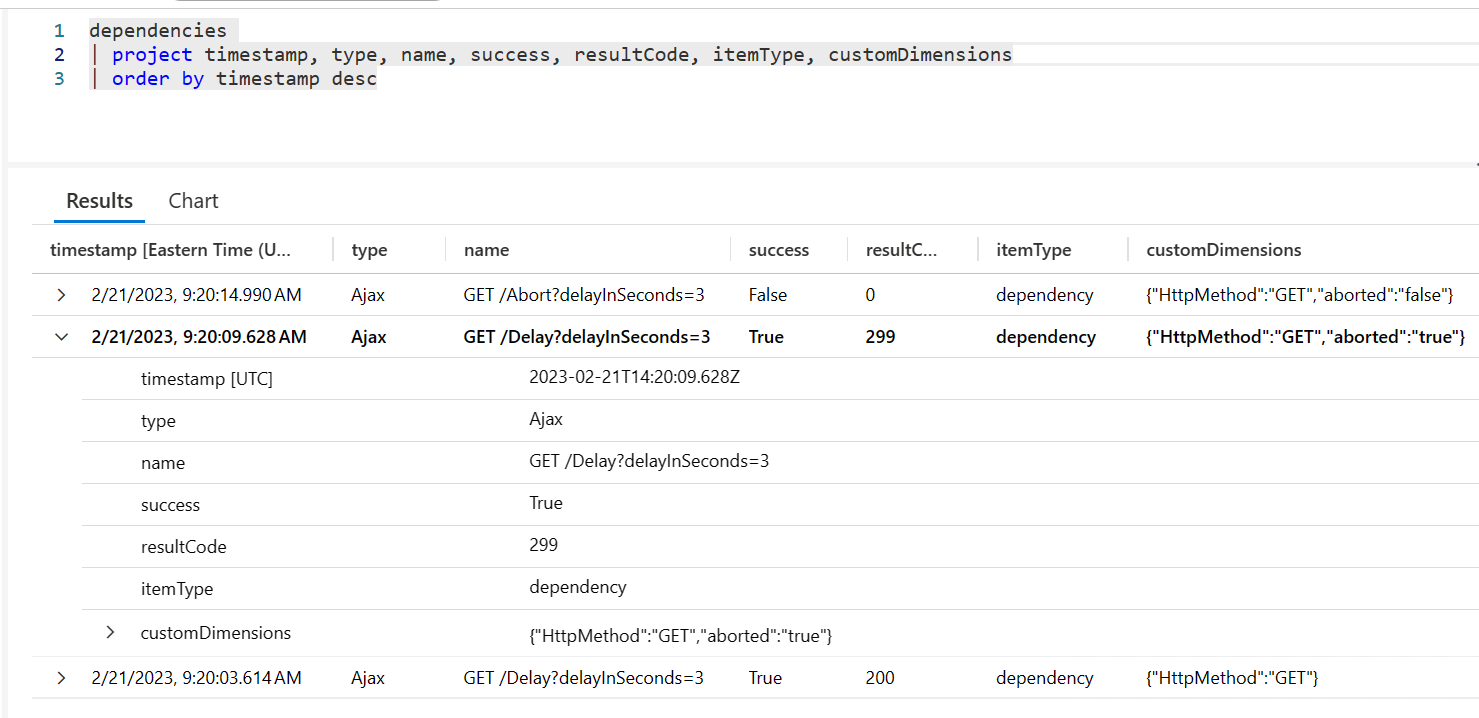 1 dependencies
2 | project timestamp, type, name, success, resultCode, itemType, customDimensions
3 | order by timestamp desc
Results Chart
timestamp [Eastern Time (U... type name success resultC... itemType customDimensions
2/21/2023, 9:20:14.990 AM Ajax GET /Abort?delayInSeconds=3 False 0 dependency {"HttpMethod":"GET","aborted":"false"}
2/21/2023, 9:20:09.628 AM Ajax GET /Delay?delayInSeconds=3 True 299 dependency {"HttpMethod":"GET","aborted":"true"}
timestamp [UTC] 2023-02-21T14:20:09.628Z
type Ajax
name GET /Delay?delayInSeconds=3
success True
resultCode 299
itemType dependency
customDimensions {"HttpMethod":"GET","aborted":"true"}
2/21/2023, 9:20:03.614 AM Ajax GET /Delay?delayInSeconds=3 True 200 dependency {"HttpMethod":"GET"}